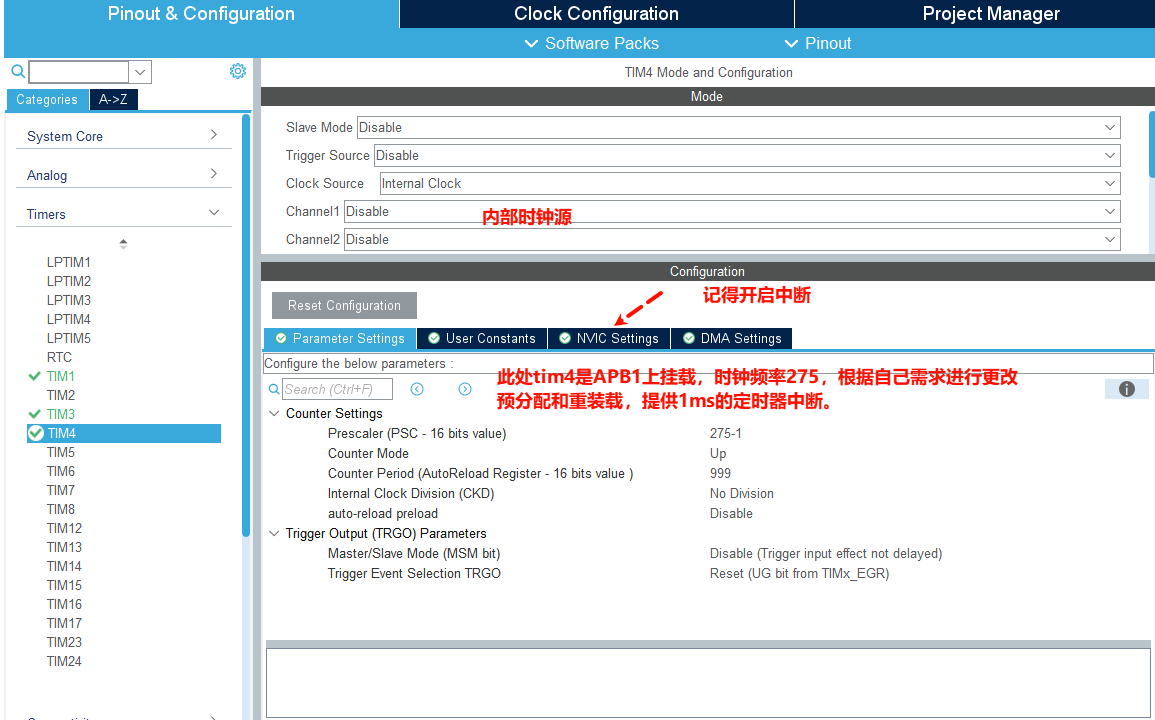 Pinout & Configuration
Clock Configuration
Project Manager
Software Packs
Pinout
Categories
A->Z
System Core
Analog
Timers
LPTIM1
LPTIM2
LPTIM3
LPTIM4
LPTIM5
RTC
TIM1
TIM2
TIM3
TIM4
TIM5
TIM6
TIM7
TIM8
TIM12
TIM13
TIM14
TIM15
TIM16
TIM17
TIM23
TIM24
TIM4 Mode and Configuration
Mode
Slave Mode Disable
Trigger Source Disable
Clock Source Internal Clock
Channel1 Disable
内部时钟源
Channel2 Disable
Configuration
Reset Configuration
记得开启中断
Parameter Settings
User Constants
NVIC Settings
DMA Settings
Configure the below parameters :
Search (Ctrl+F)
此处tim4是APB1上挂载，时钟频率275，根据自己需求进行更改
预分配和重装载，提供1ms的定时器中断。
Counter Settings
Prescaler (PSC - 16 bits value) 275-1
Counter Mode Up
Counter Period (AutoReload Register - 16 bits value ) 999
Internal Clock Division (CKD) No Division
auto-reload preload Disable
Trigger Output (TRGO) Parameters
Master/Slave Mode (MSM bit) Disable (Trigger input effect not delayed)
Trigger Event Selection TRGO Reset (UG bit from TIMx_EGR)